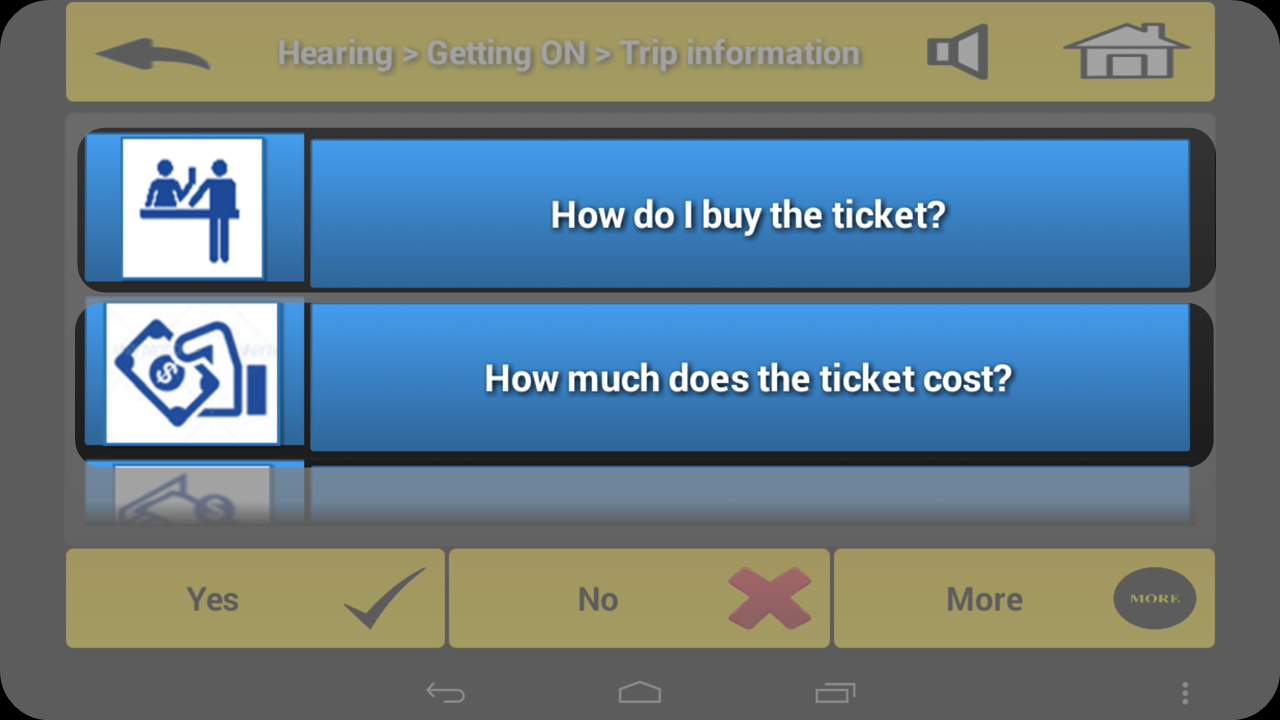 Hearing > Getting ON > Trip information
How do I buy the ticket?
$
How much does the ticket cost?
$
Yes
No
More
MORE